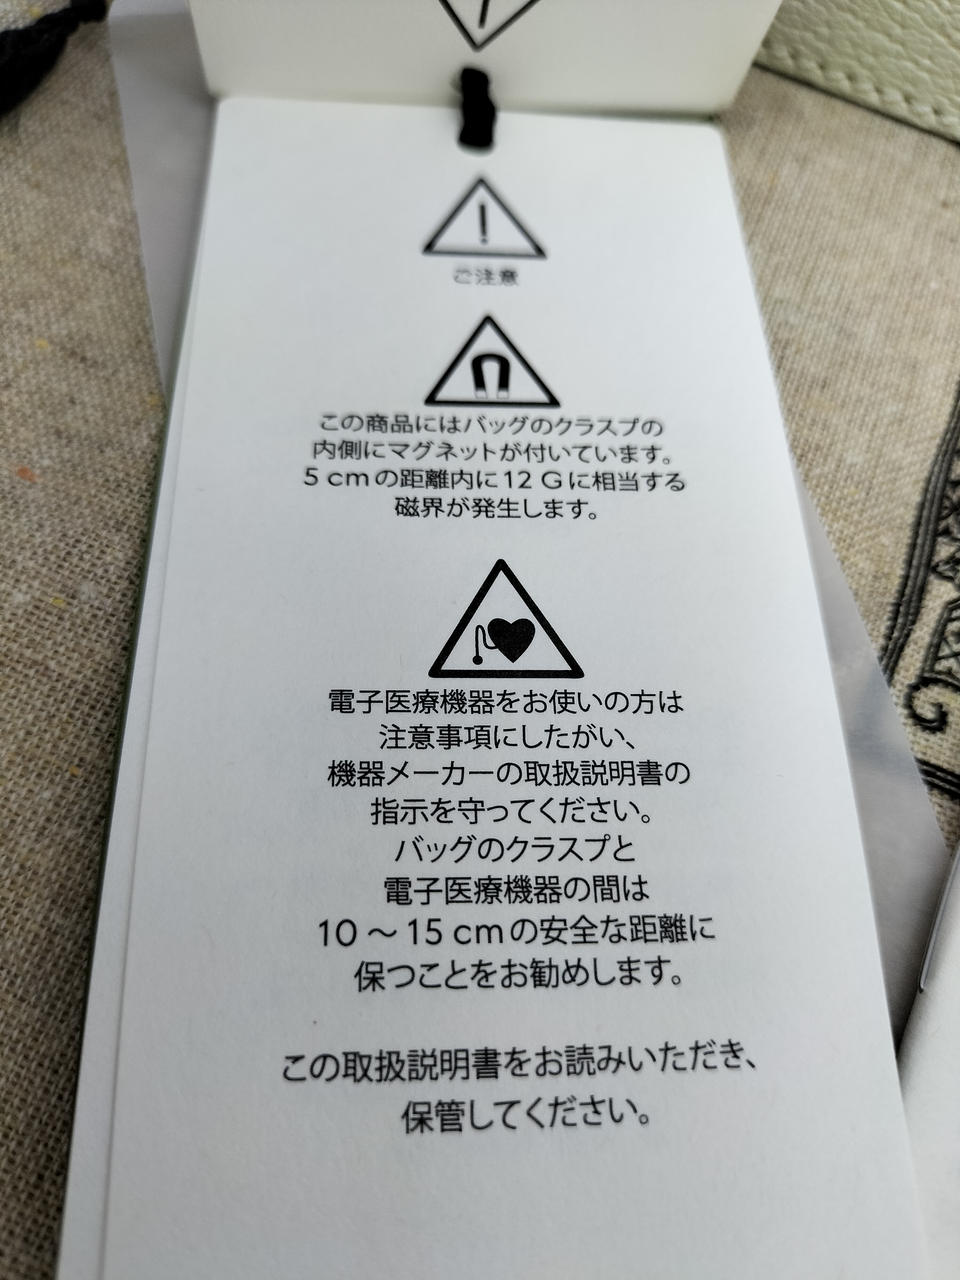 ご注意
この商品にはバッグのクラスプの
内側にマグネットが付いています。
5 cmの距離内に12 Gに相当する
磁界が発生します。
電子医療機器をお使いの方は
注意事項にしたがい、
機器メーカーの取扱説明書の
指示を守ってください。
バッグのクラスプと
電子医療機器の間は
10 〜 15 cmの安全な距離に
保つことをお勧めします。
この取扱説明書をお読みいただき、
保管してください。